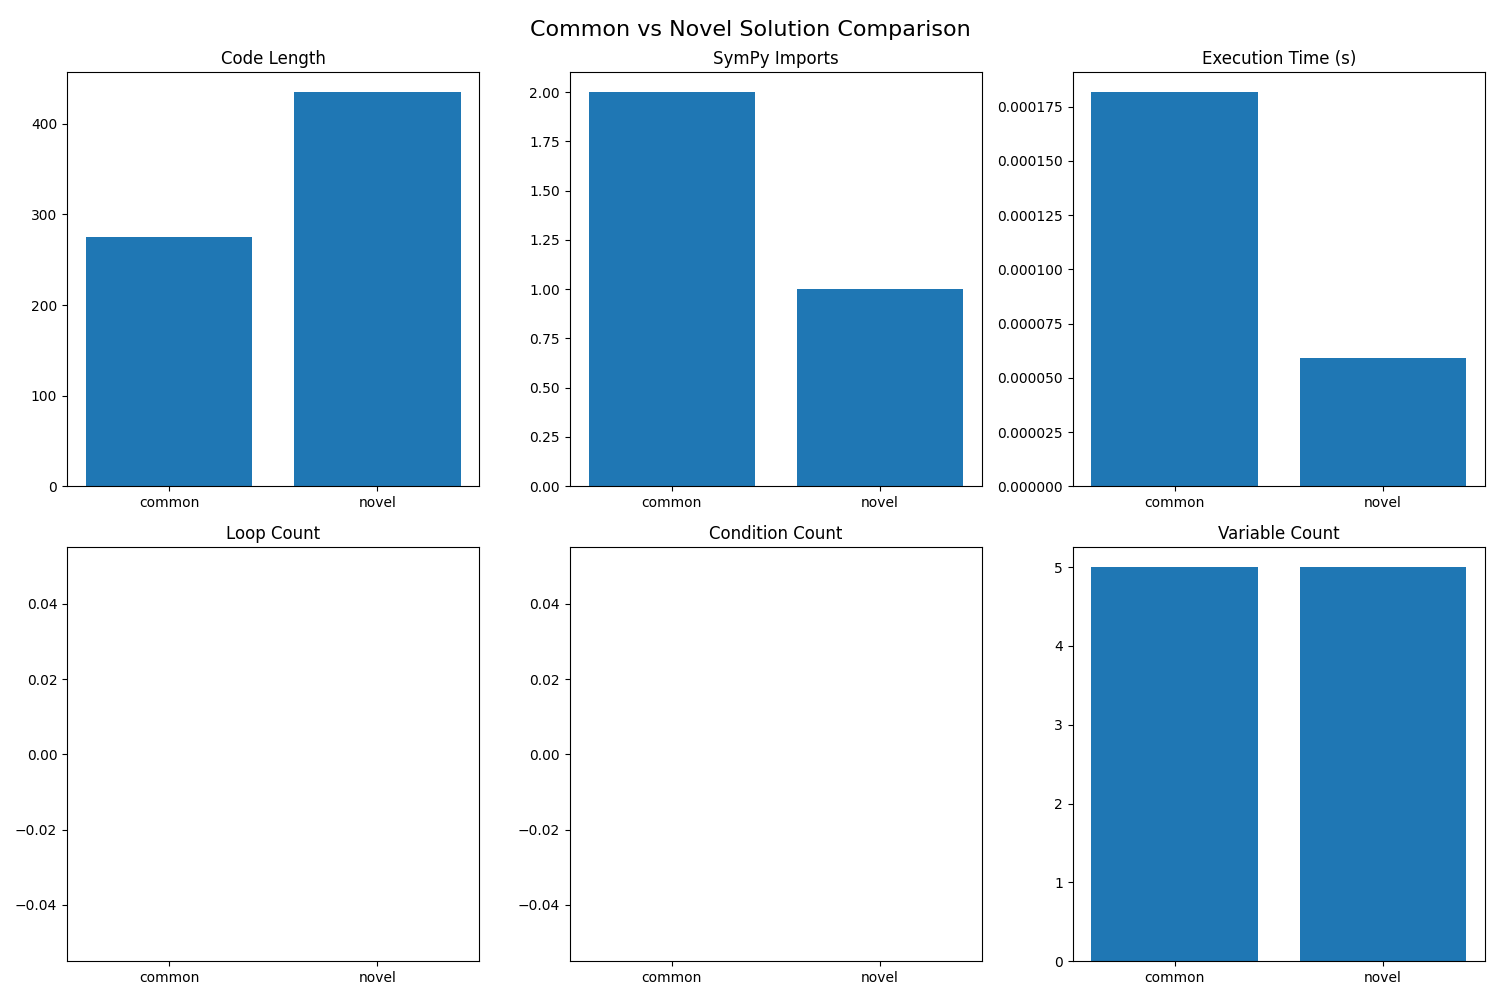 Common vs Novel Solution Comparison
Code Length
400
300
200
100
0
common novel
SymPy Imports
2.00
1.75
1.50
1.25
1.00
0.75
0.50
0.25
0.00
common novel
Execution Time (s)
0.000175
0.000150
0.000125
0.000100
0.000075
0.000050
0.000025
0.000000
common novel
Loop Count
0.04
0.02
0.00
−0.02
−0.04
common novel
Condition Count
0.04
0.02
0.00
−0.02
−0.04
common novel
Variable Count
5
4
3
2
1
0
common novel